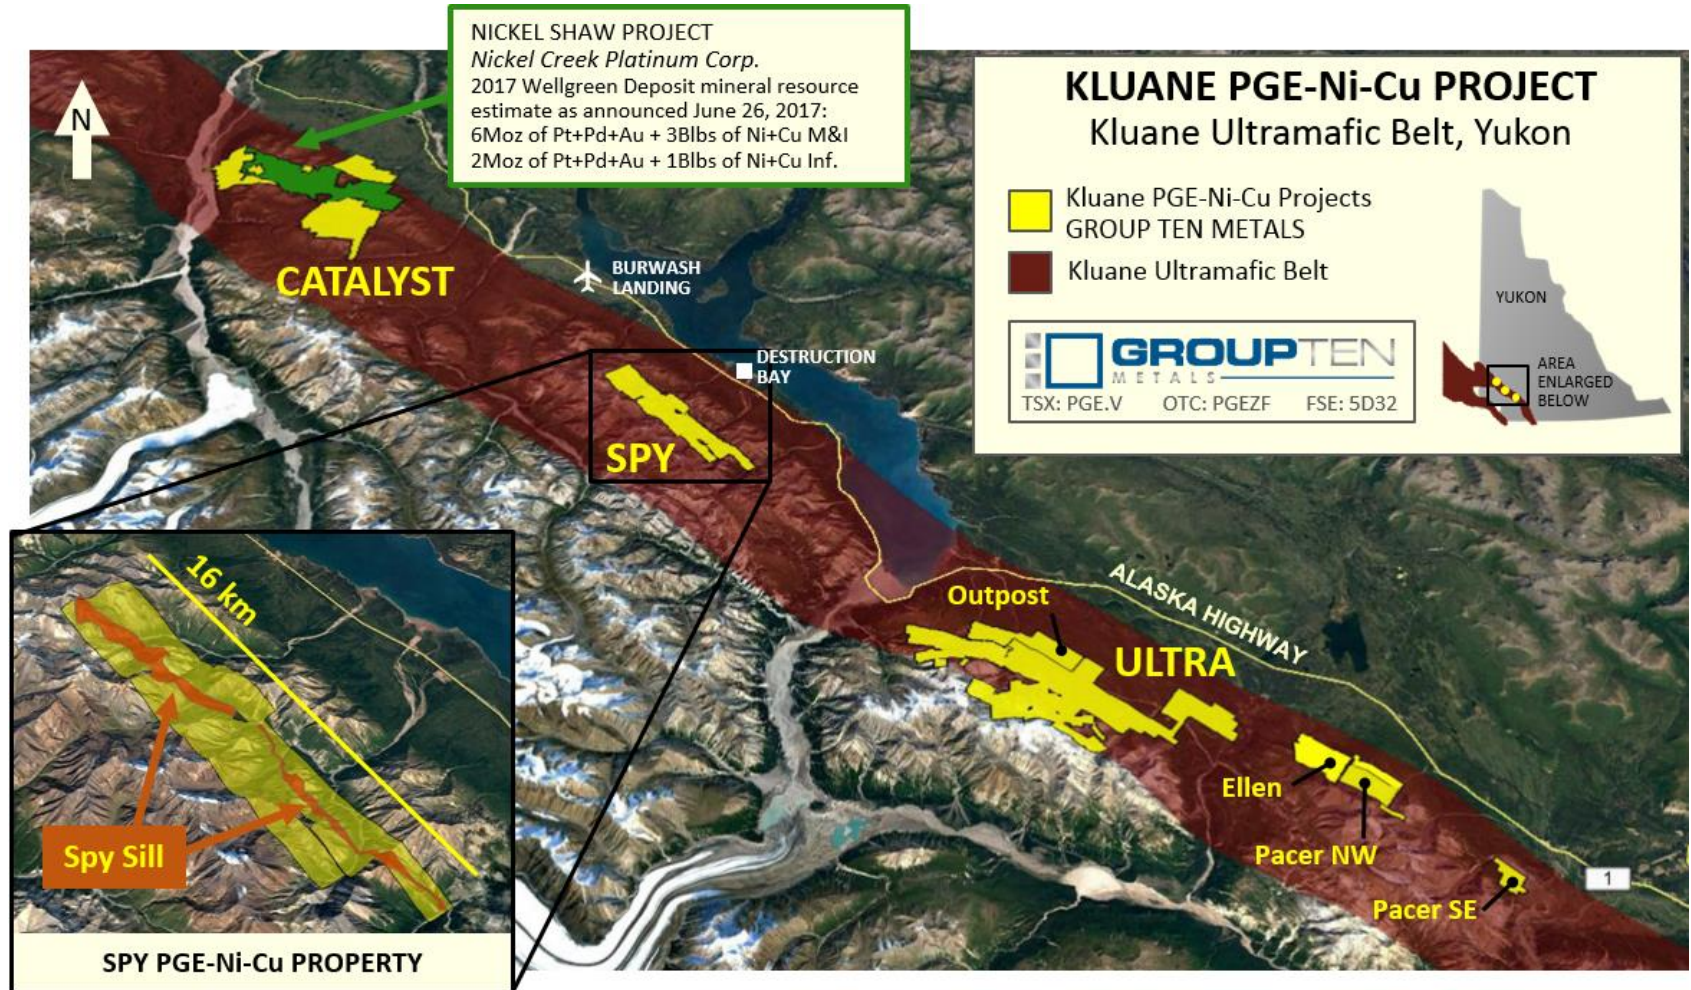 NICKEL SHAW PROJECT
Nickel Creek Platinum Corp.
2017 Wellgreen Deposit mineral resource
estimate as announced June 26, 2017:
6Moz of Pt+Pd+Au + 3Blbs of Ni+Cu M&I
2Moz of Pt+Pd+Au + 1Blbs of Ni+Cu Inf.
KLUANE PGE-Ni-Cu PROJECT
Kluane Ultramafic Belt, Yukon
Kluane PGE-Ni-Cu Projects
GROUP TEN METALS
Kluane Ultramafic Belt
GROUPTEN
METALS
TSX: PGE.V OTC: PGEZF FSE: 5D32
YUKON
AREA
ENLARGED
BELOW
N
CATALYST
BURWASH
LANDING
DESTRUCTION
BAY
SPY
16 km
Spy Sill
SPY PGE-Ni-Cu PROPERTY
Outpost
ALASKA HIGHWAY
ULTRA
Ellen
Pacer NW
Pacer SE
1